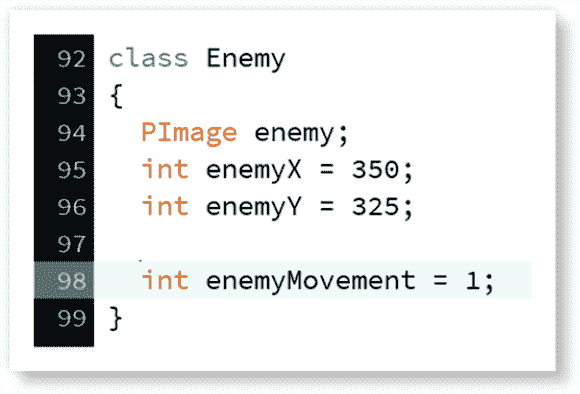 92 class Enemy
93 {
94 PImage enemy;
95 int enemyX = 350;
96 int enemyY = 325;
97
98 int enemyMovement = 1;
99 }